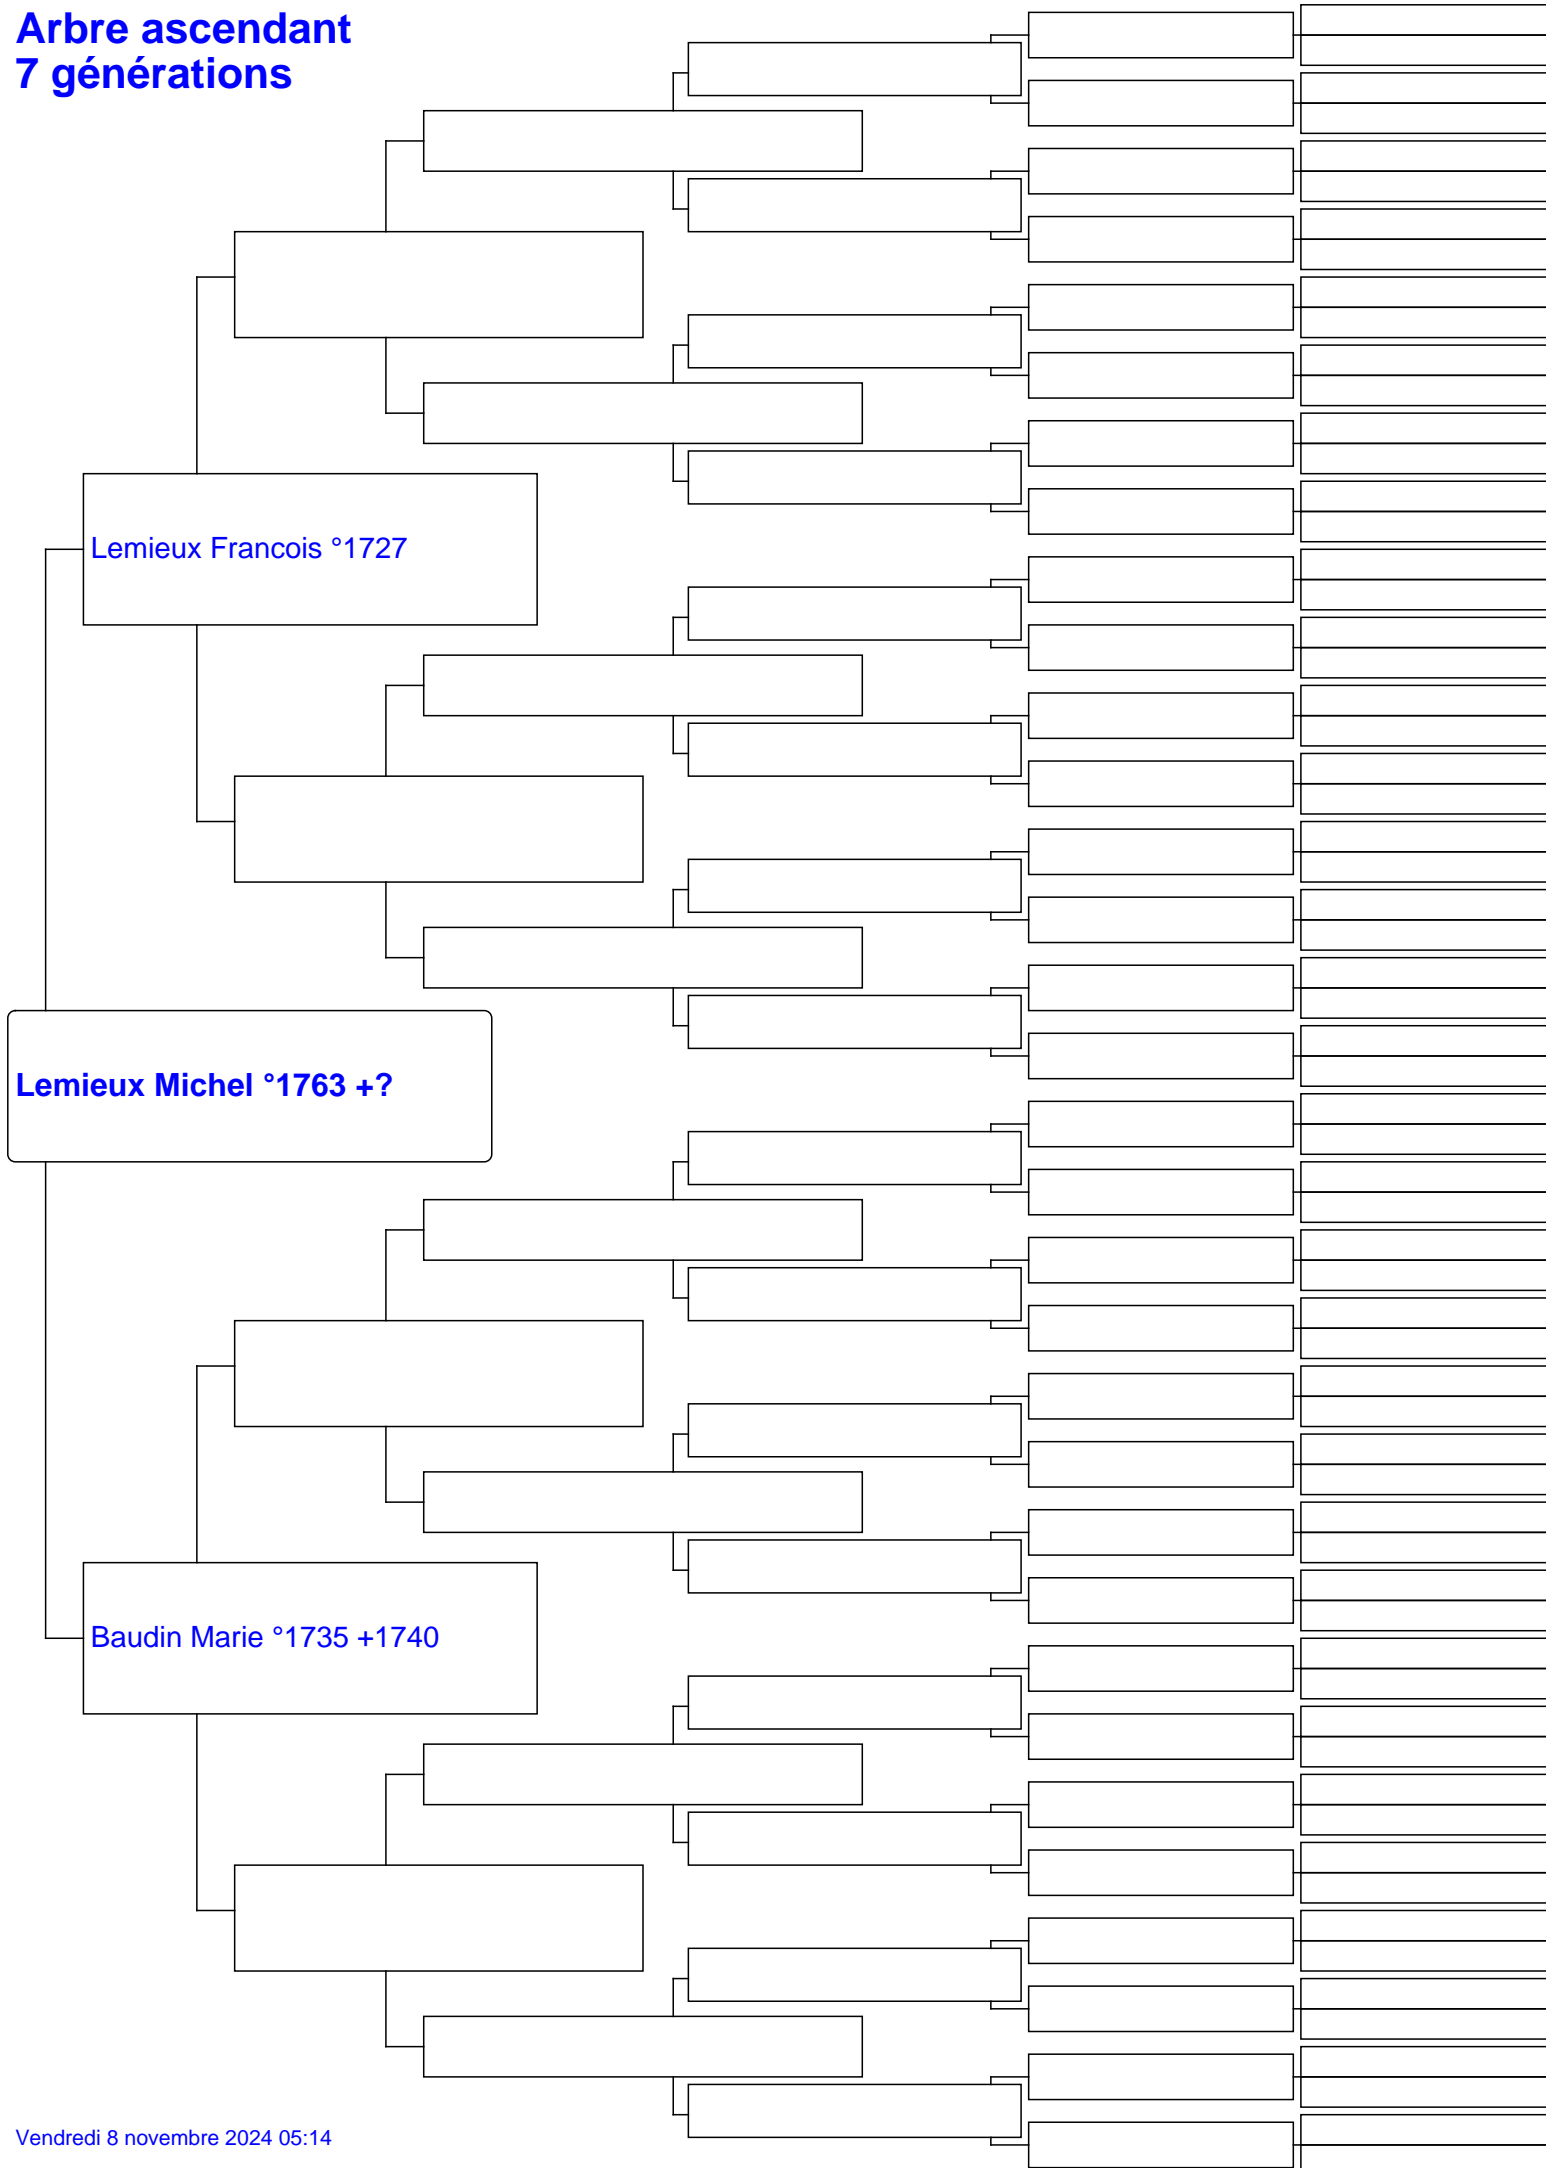 Arbre ascendant
7 générations
Lemieux Francois °1727
Lemieux Michel °1763 +?
Baudin Marie °1735 +1740
Vendredi 8 novembre 2024 05:14